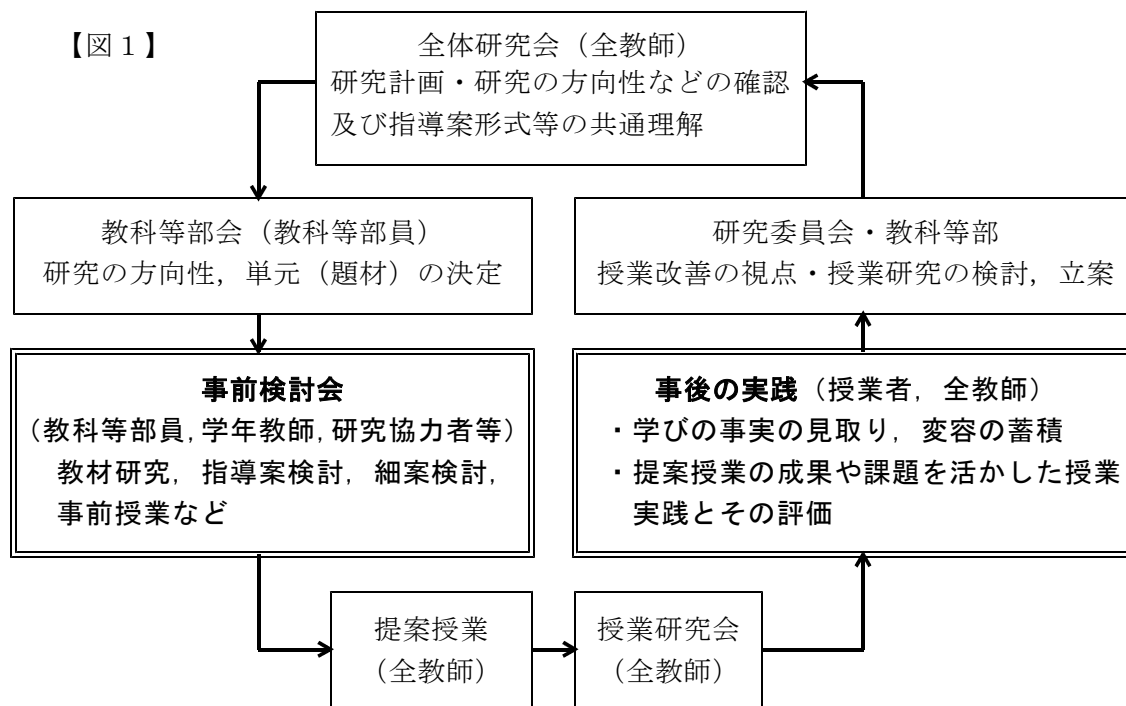 【図１】
全体研究会（全教師）
研究計画・研究の方向性などの確認
及び指導案形式等の共通理解
教科等部会（教科等部員）
研究の方向性，単元（題材）の決定
事前検討会
（教科等部員，学年教師，研究協力者等）
教材研究，指導案検討，細案検討，
事前授業など
提案授業
（全教師）
授業研究会
（全教師）
事後の実践（授業者，全教師）
・学びの事実の見取り，変容の蓄積
・提案授業の成果や課題を活かした授業
実践とその評価
研究委員会・教科等部
授業改善の視点・授業研究の検討，立案